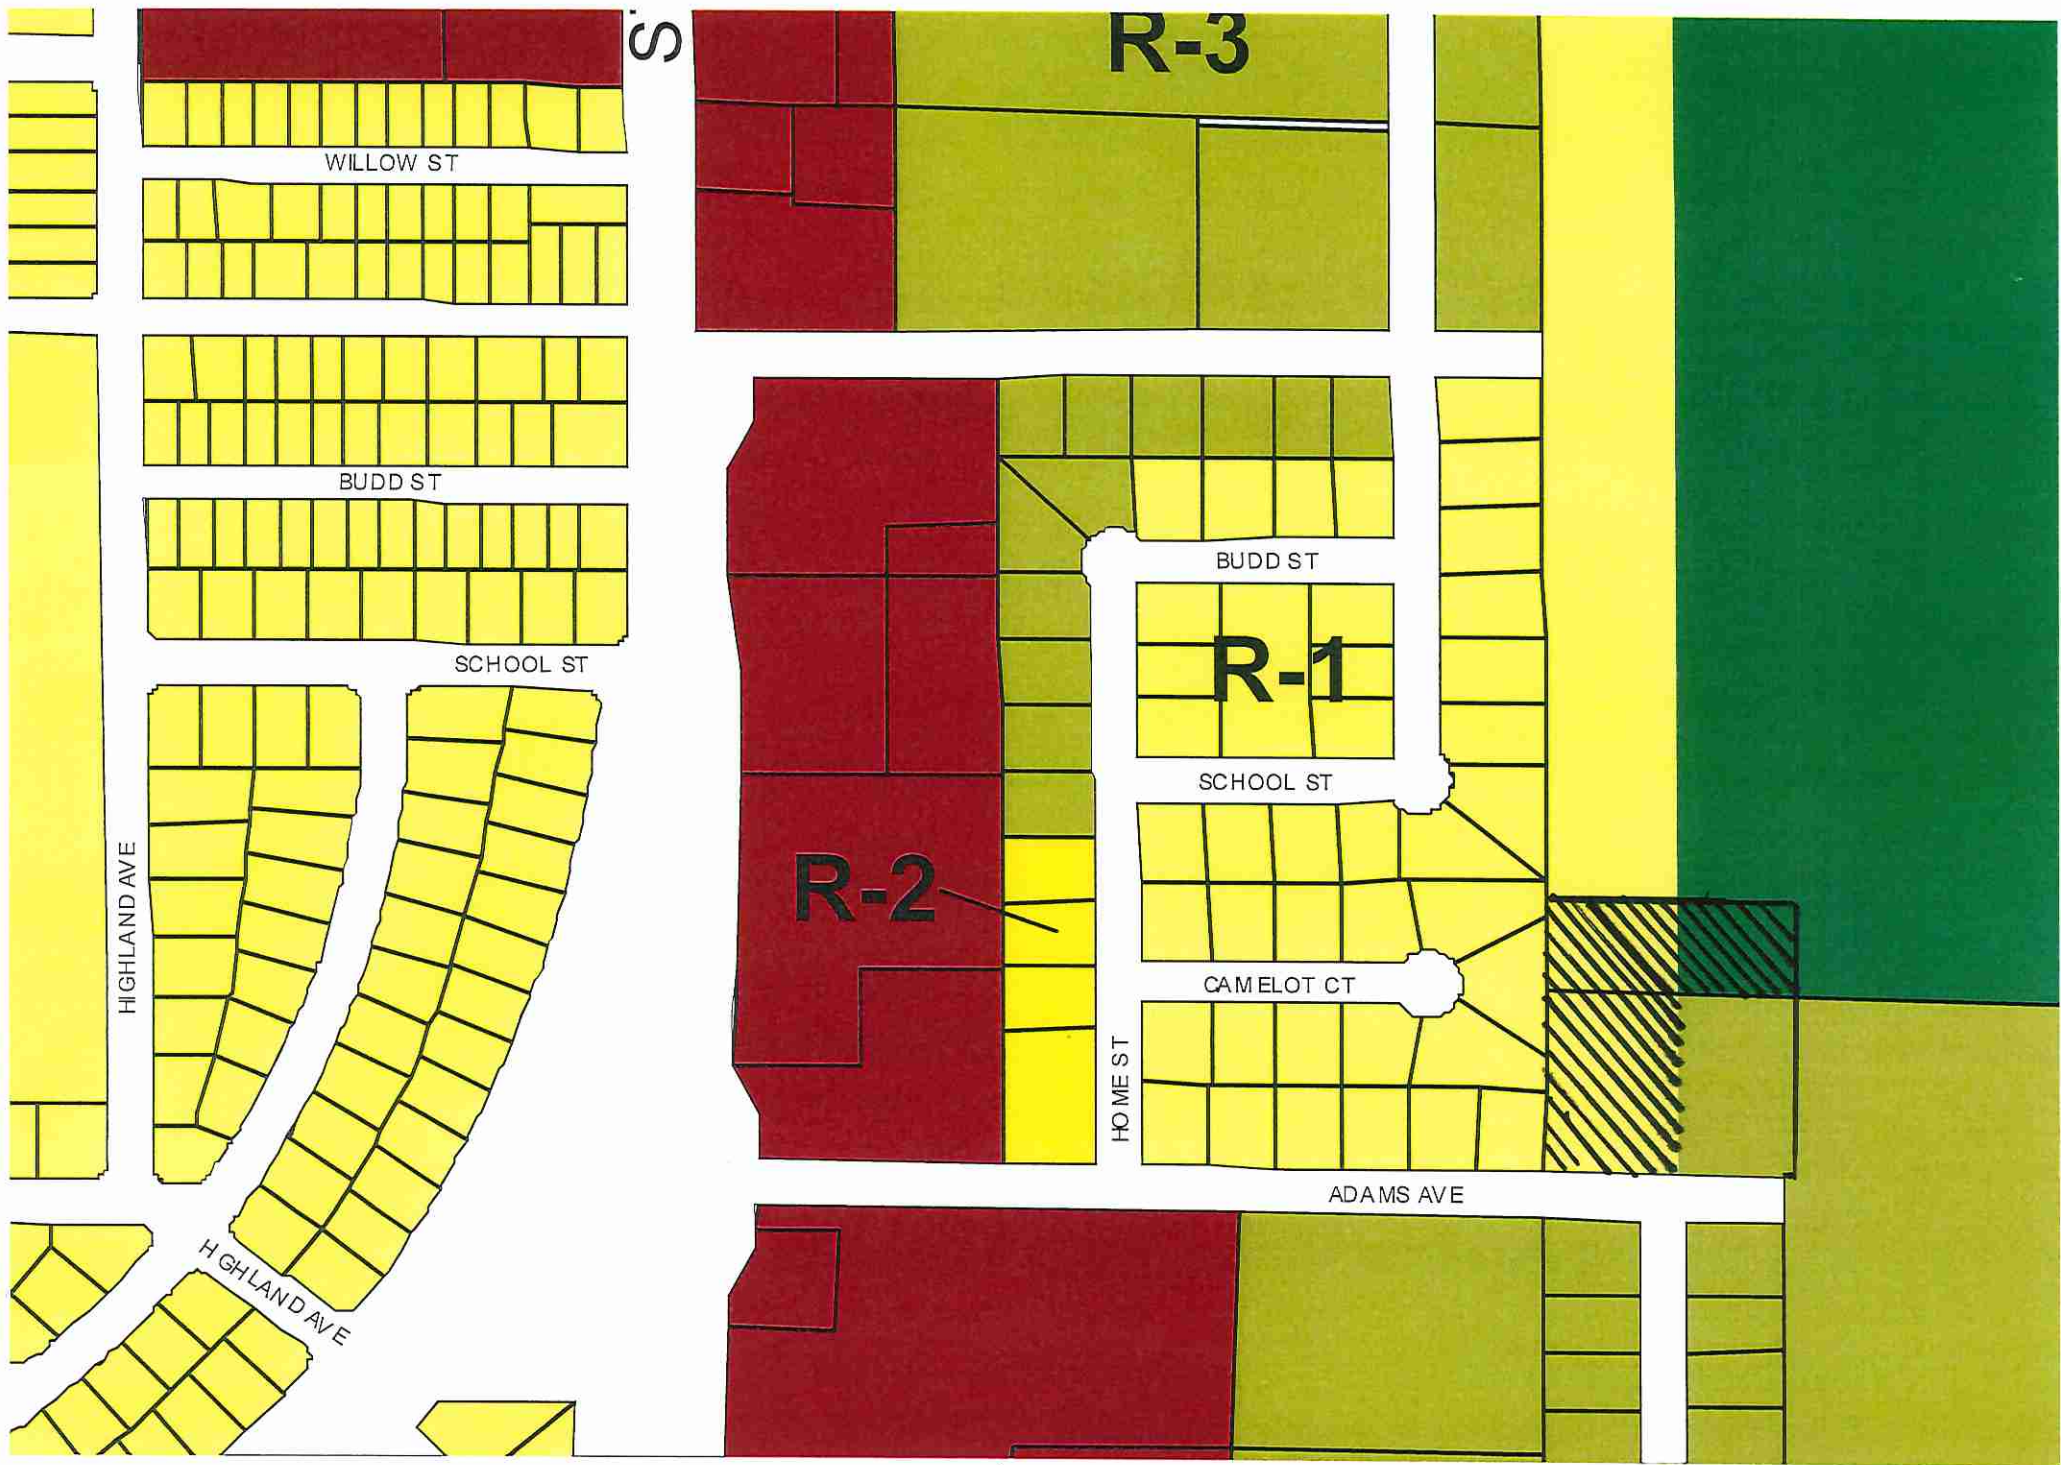 S
R-3
WILLOW ST
BUDD ST
BUDD ST
SCHOOL ST
R-1
SCHOOL ST
HIGHLAND AVE
R-2
CAMELOT CT
HOME ST
ADAMS AVE
HIGHLAND AVE